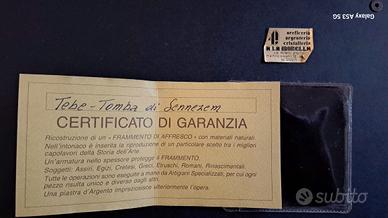 Galaxy A53 5G
oreficeria
argenteria
cristalleria
Tebe - Tomba di Sennezem
CERTIFICATO DI GARANZIA
Ricostruzione di un «FRAMMENTO DI AFFRESCO» con materiali naturali.
Nell'intonaco è inserita la riproduzione di un particolare scelto tra i migliori
capolavori della Storia dell'Arte.
Un'armatura nello spessore protegge il FRAMMENTO.
Soggetti: Assiri, Egizi, Cretesi, Greci, Etruschi, Romani, Rinascimentali.
Tutte le operazioni sono eseguite a mano da Artigiani Specializzati, per cui ogni
pezzo risulta unico e diverso dagli altri.
Una piastra d'Argento impreziosisce ulteriormente l'opera.
subito